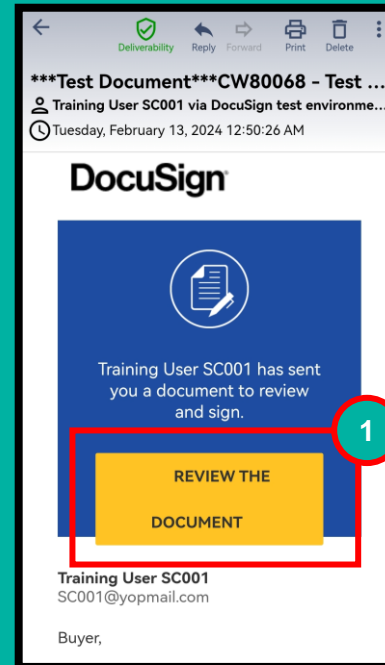 Deliverability Reply Forward Print Delete
***Test Document***CW80068 - Test ...
Training User SC001 via DocuSign test environme...
Tuesday, February 13, 2024 12:50:26 AM
DocuSign
Training User SC001 has sent
you a document to review
and sign.
1
REVIEW THE
DOCUMENT
Training User SC001
SC001@yopmail.com
Buyer,